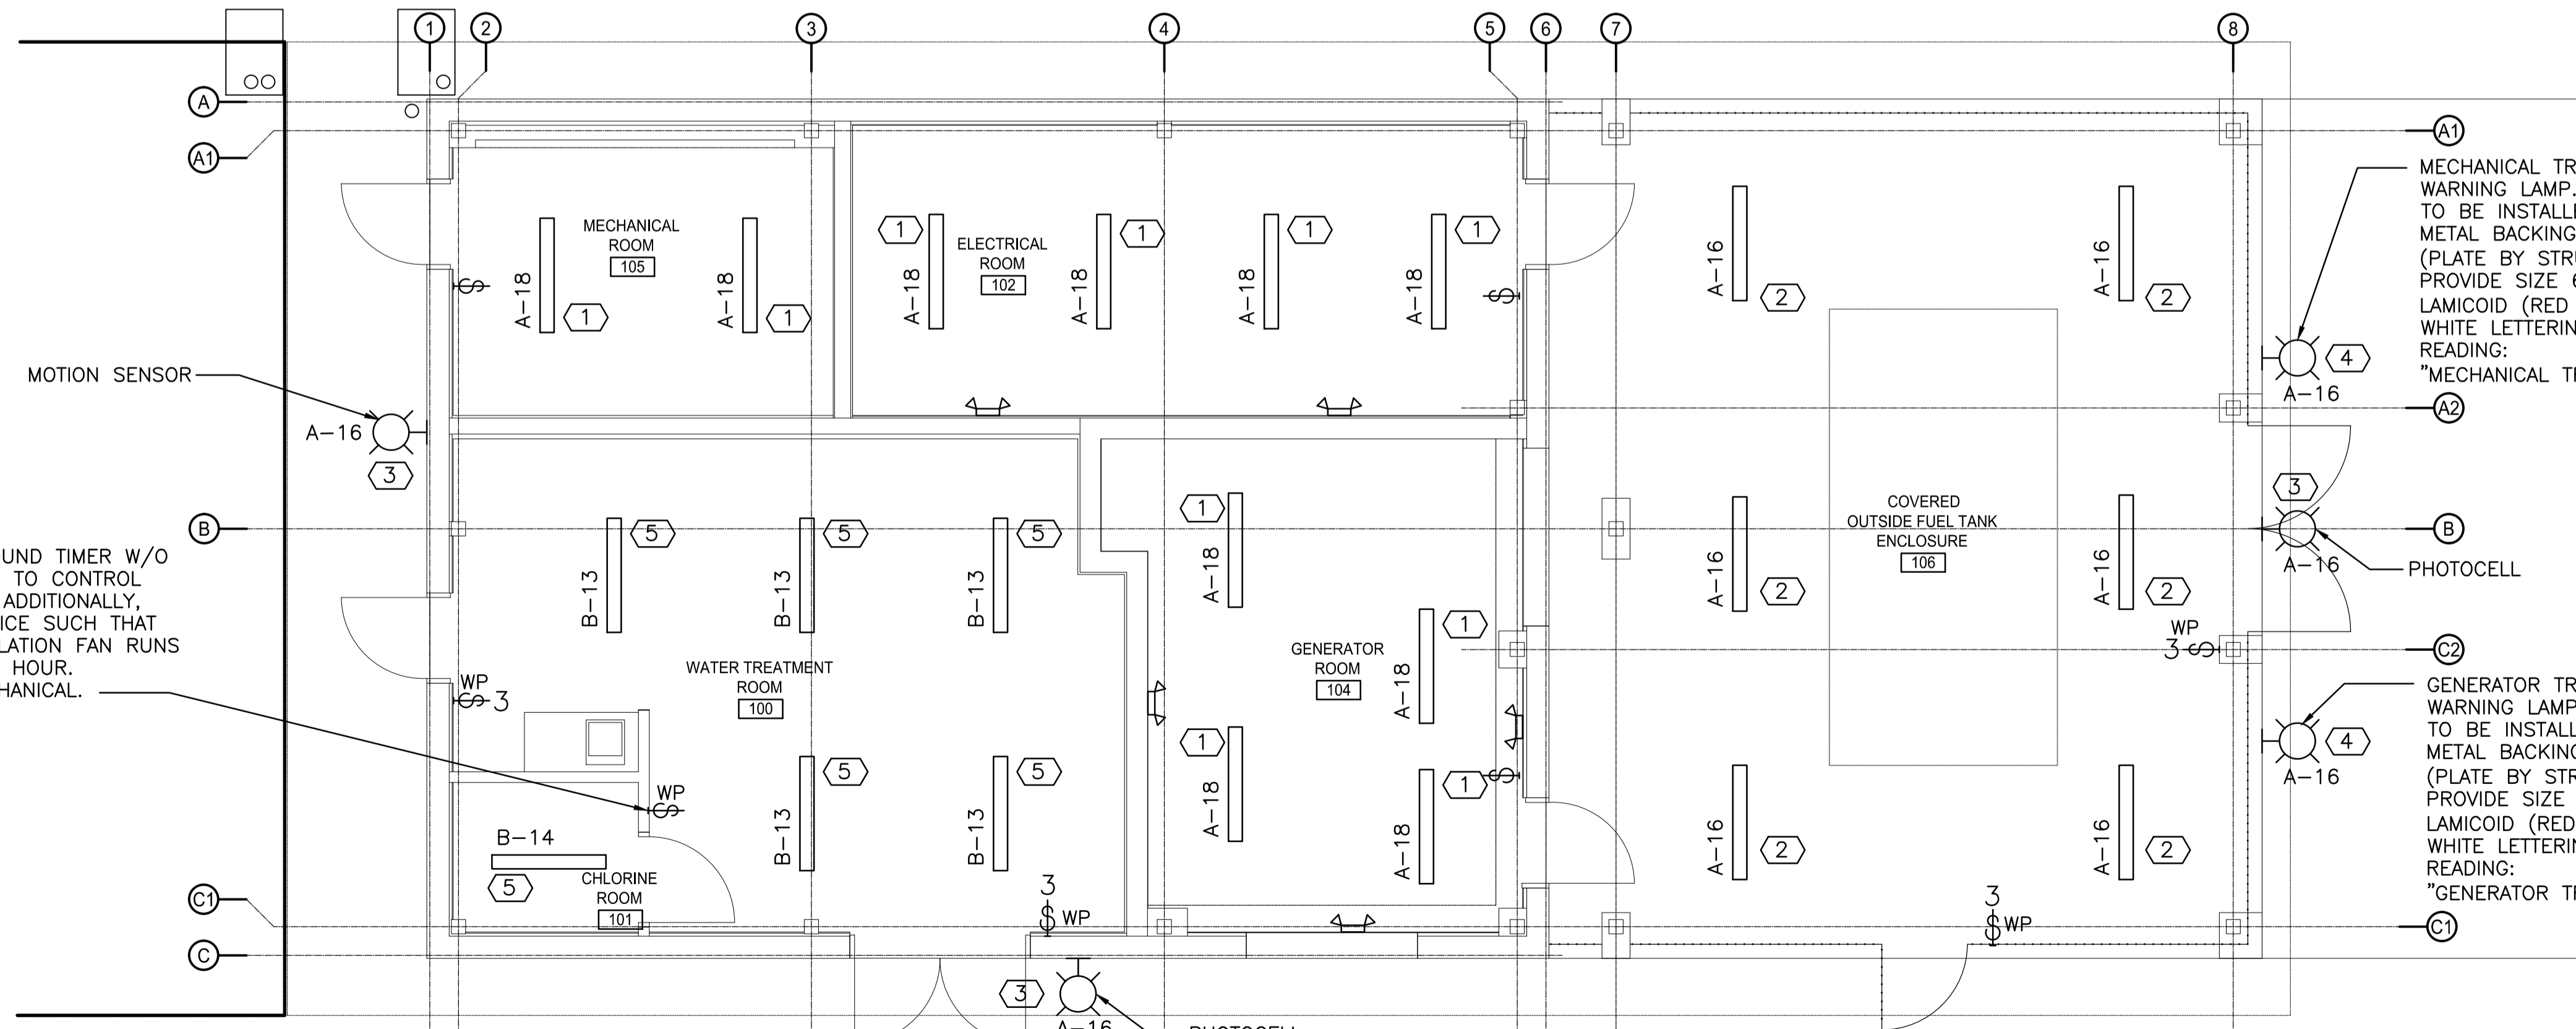 1
2
3
4
5
6
7
8
A
A1
B
C1
C
A1
A2
B
C2
C1
MOTION SENSOR
A-16
3
MECHANICAL
ROOM
105
A-18
1
A-18
1
ELECTRICAL
ROOM
102
1
A-18
1
A-18
1
A-18
1
A-18
$
$
OUND TIMER W/O
TO CONTROL
ADDITIONALLY,
ICE SUCH THAT
LATION FAN RUNS
HOUR.
HANICAL.
WATER TREATMENT
ROOM
100
B-13
5
B-13
5
B-13
5
B-13
5
B-13
5
WP
$ 3
WP
$
B-14
5
CHLORINE
ROOM
101
3
$ WP
GENERATOR
ROOM
104
1
A-18
1
A-18
1
A-18
1
A-18
$
COVERED
OUTSIDE FUEL TANK
ENCLOSURE
106
A-16
2
A-16
2
A-16
2
A-16
2
A-16
2
A-16
2
WP
3 $
3
$ WP
MECHANICAL TR
WARNING LAMP.
TO BE INSTALLE
METAL BACKING
(PLATE BY STRU
PROVIDE SIZE 6
LAMICOID (RED
WHITE LETTERIN
READING:
"MECHANICAL T
4
A-16
3
A-16
PHOTOCELL
GENERATOR TR
WARNING LAMP
TO BE INSTALL
METAL BACKING
(PLATE BY STR
PROVIDE SIZE
LAMICOID (RED
WHITE LETTERIN
READING:
"GENERATOR T
4
A-16
3
A-16
PHOTOCELL